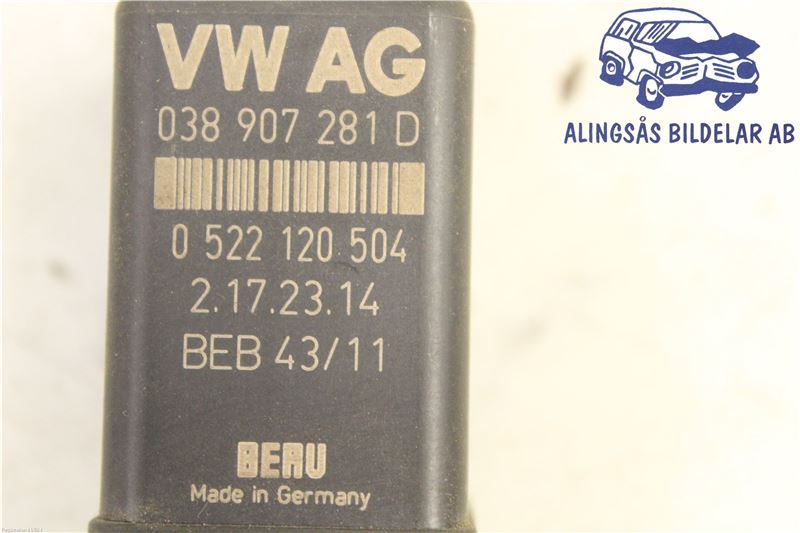 VW AG
038 907 281 D
0 522 120 504
2.17.23.14
BEB 43/11
BERU
Made in Germany
ALINGSÅS BILDELAR AB